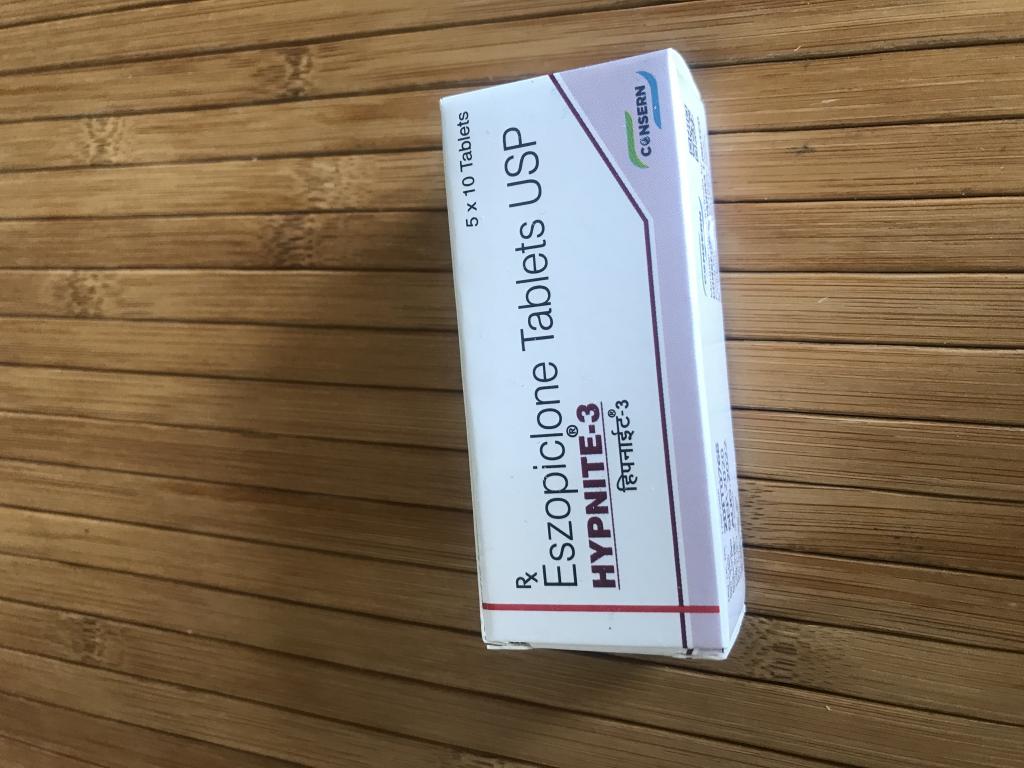 5 x 10 Tablets
Rx
Eszopiclone Tablets USP
HYPNITE®-3
हिपनाईट®-3
CONSERN